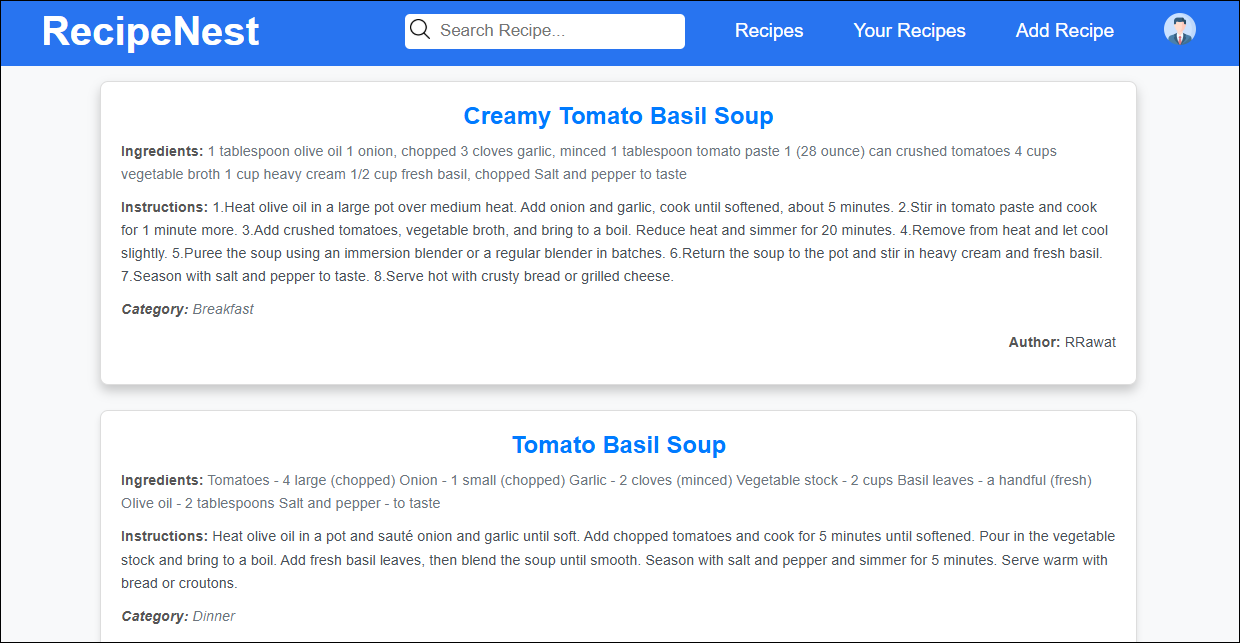 RecipeNest
Search Recipe...
Recipes
Your Recipes
Add Recipe
Creamy Tomato Basil Soup
Ingredients: 1 tablespoon olive oil 1 onion, chopped 3 cloves garlic, minced 1 tablespoon tomato paste 1 (28 ounce) can crushed tomatoes 4 cups
vegetable broth 1 cup heavy cream 1/2 cup fresh basil, chopped Salt and pepper to taste
Instructions: 1.Heat olive oil in a large pot over medium heat. Add onion and garlic, cook until softened, about 5 minutes. 2.Stir in tomato paste and cook
for 1 minute more. 3.Add crushed tomatoes, vegetable broth, and bring to a boil. Reduce heat and simmer for 20 minutes. 4.Remove from heat and let cool
slightly. 5.Puree the soup using an immersion blender or a regular blender in batches. 6.Return the soup to the pot and stir in heavy cream and fresh basil.
7.Season with salt and pepper to taste. 8.Serve hot with crusty bread or grilled cheese.
Category: Breakfast
Author: RRawat
Tomato Basil Soup
Ingredients: Tomatoes - 4 large (chopped) Onion - 1 small (chopped) Garlic - 2 cloves (minced) Vegetable stock - 2 cups Basil leaves - a handful (fresh)
Olive oil - 2 tablespoons Salt and pepper - to taste
Instructions: Heat olive oil in a pot and sauté onion and garlic until soft. Add chopped tomatoes and cook for 5 minutes until softened. Pour in the vegetable
stock and bring to a boil. Add fresh basil leaves, then blend the soup until smooth. Season with salt and pepper and simmer for 5 minutes. Serve warm with
bread or croutons.
Category: Dinner